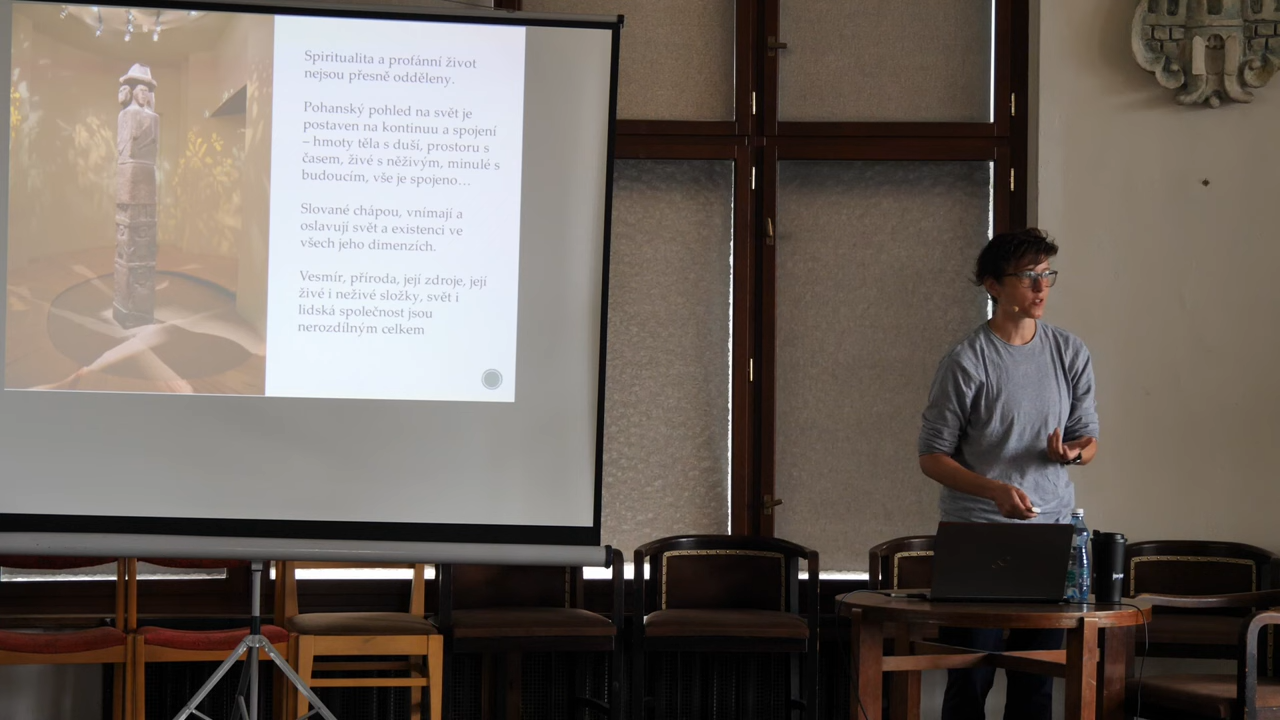 Spiritualita a profánní život
nejsou přesně odděleny.
Pohanský pohled na svět je
postaven na kontinuu a spojení
– hmoty těla s duší, prostoru s
časem, živé s něživým, minulé s
budoucím, vše je spojeno…
Slované chápou, vnímají a
oslavují svět a existenci ve
všech jeho dimenzích.
Vesmír, příroda, její zdroje, její
živé i neživé složky, svět i
lidská společnost jsou
nerozdílným celkem